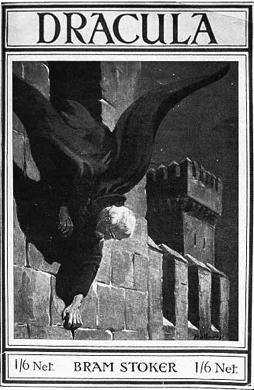 DRACULA
1/6 Net.
BRAM STOKER
1/6 Net.